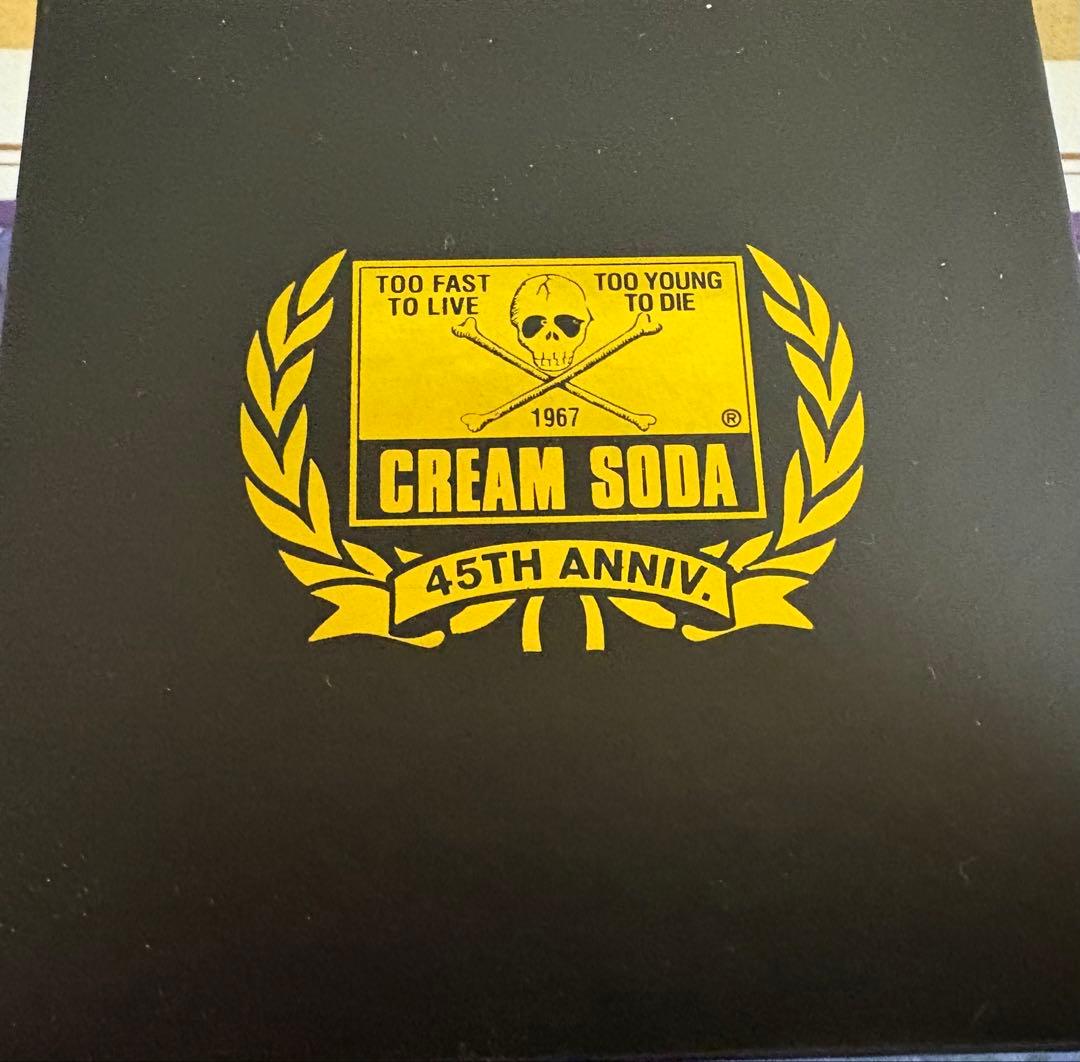 TOO FAST
TO LIVE
TOO YOUNG
TO DIE
1967
®
CREAM SODA
45TH ANNIV.